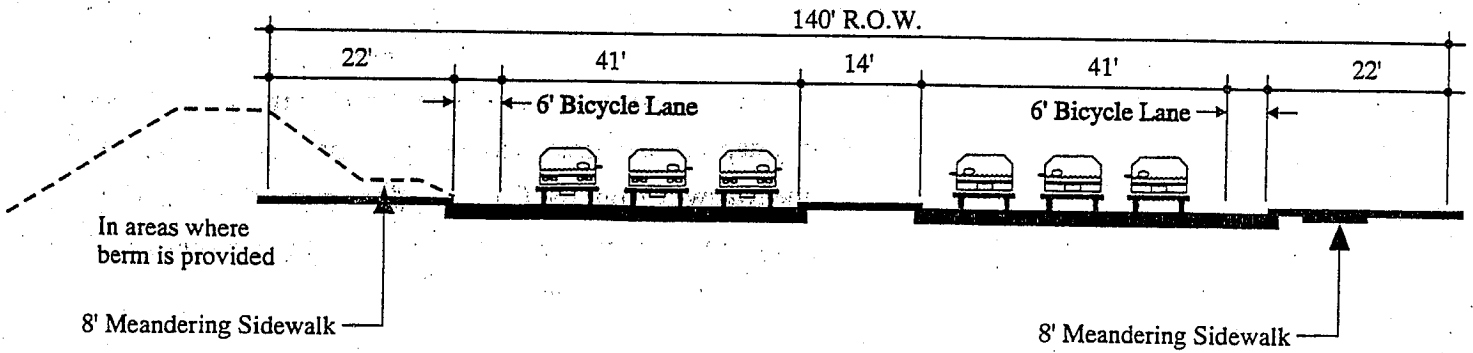 140' R.O.W.
22' 41' 14' 41' 22'
6' Bicycle Lane 6' Bicycle Lane
In areas where
berm is provided
8' Meandering Sidewalk 8' Meandering Sidewalk